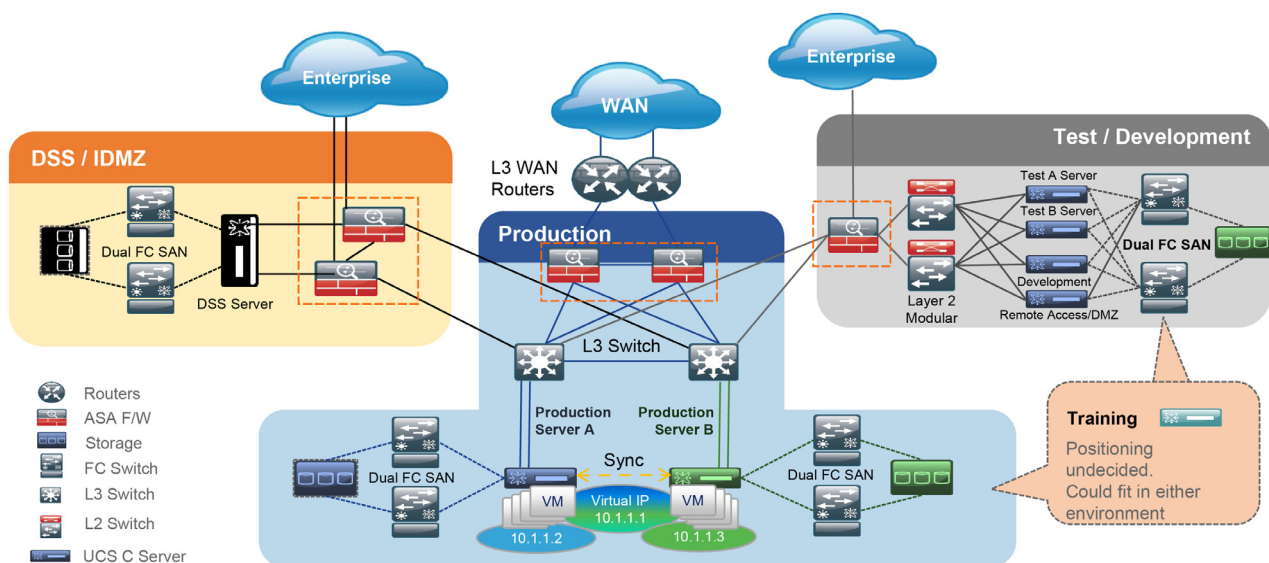 Enterprise
Enterprise
WAN
DSS / IDMZ
Test / Development
L3 WAN
Routers
Test A Server
Test B Server
Production
Dual FC SAN
Dual FC SAN
DSS Server
Development
Layer 2
Modular
Remote Access/DMZ
L3 Switch
Routers
ASA F/W
Storage
FC Switch
L3 Switch
L2 Switch
UCS C Server
Production
Server A
Production
Server B
Training
Positioning
undecided.
Could fit in either
environment
Sync
Dual FC SAN
Dual FC SAN
VM
Virtual IP
10.1.1.1
VM
10.1.1.2
10.1.1.3